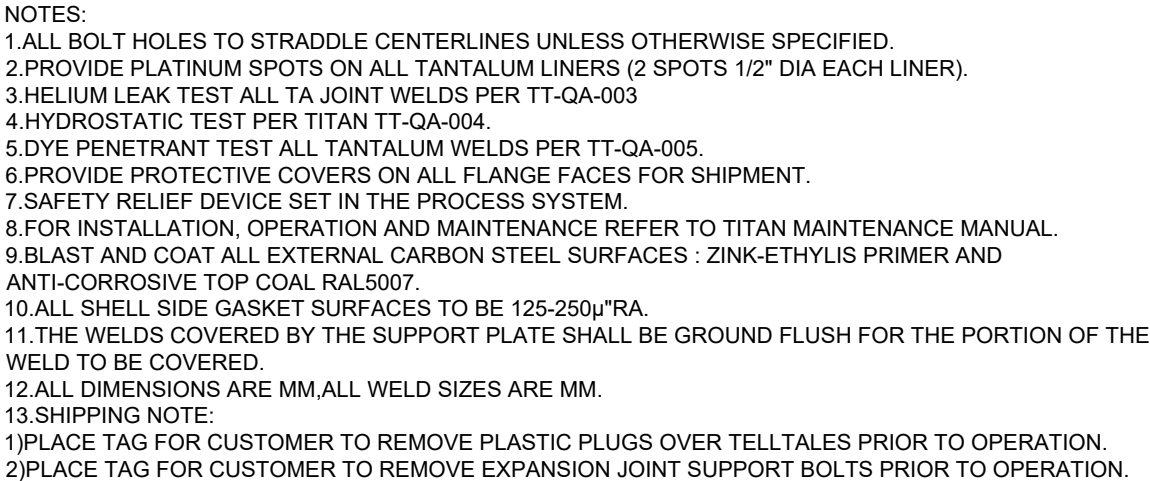 NOTES:
1.ALL BOLT HOLES TO STRADDLE CENTERLINES UNLESS OTHERWISE SPECIFIED.
2.PROVIDE PLATINUM SPOTS ON ALL TANTALUM LINERS (2 SPOTS 1/2" DIA EACH LINER).
3.HELIUM LEAK TEST ALL TA JOINT WELDS PER TT-QA-003
4.HYDROSTATIC TEST PER TITAN TT-QA-004.
5.DYE PENETRANT TEST ALL TANTALUM WELDS PER TT-QA-005.
6.PROVIDE PROTECTIVE COVERS ON ALL FLANGE FACES FOR SHIPMENT.
7.SAFETY RELIEF DEVICE SET IN THE PROCESS SYSTEM.
8.FOR INSTALLATION, OPERATION AND MAINTENANCE REFER TO TITAN MAINTENANCE MANUAL.
9.BLAST AND COAT ALL EXTERNAL CARBON STEEL SURFACES : ZINK-ETHYLIS PRIMER AND
ANTI-CORROSIVE TOP COAL RAL5007.
10.ALL SHELL SIDE GASKET SURFACES TO BE 125-250µ"RA.
11.THE WELDS COVERED BY THE SUPPORT PLATE SHALL BE GROUND FLUSH FOR THE PORTION OF THE
WELD TO BE COVERED.
12.ALL DIMENSIONS ARE MM,ALL WELD SIZES ARE MM.
13.SHIPPING NOTE:
1)PLACE TAG FOR CUSTOMER TO REMOVE PLASTIC PLUGS OVER TELLTALES PRIOR TO OPERATION.
2)PLACE TAG FOR CUSTOMER TO REMOVE EXPANSION JOINT SUPPORT BOLTS PRIOR TO OPERATION.